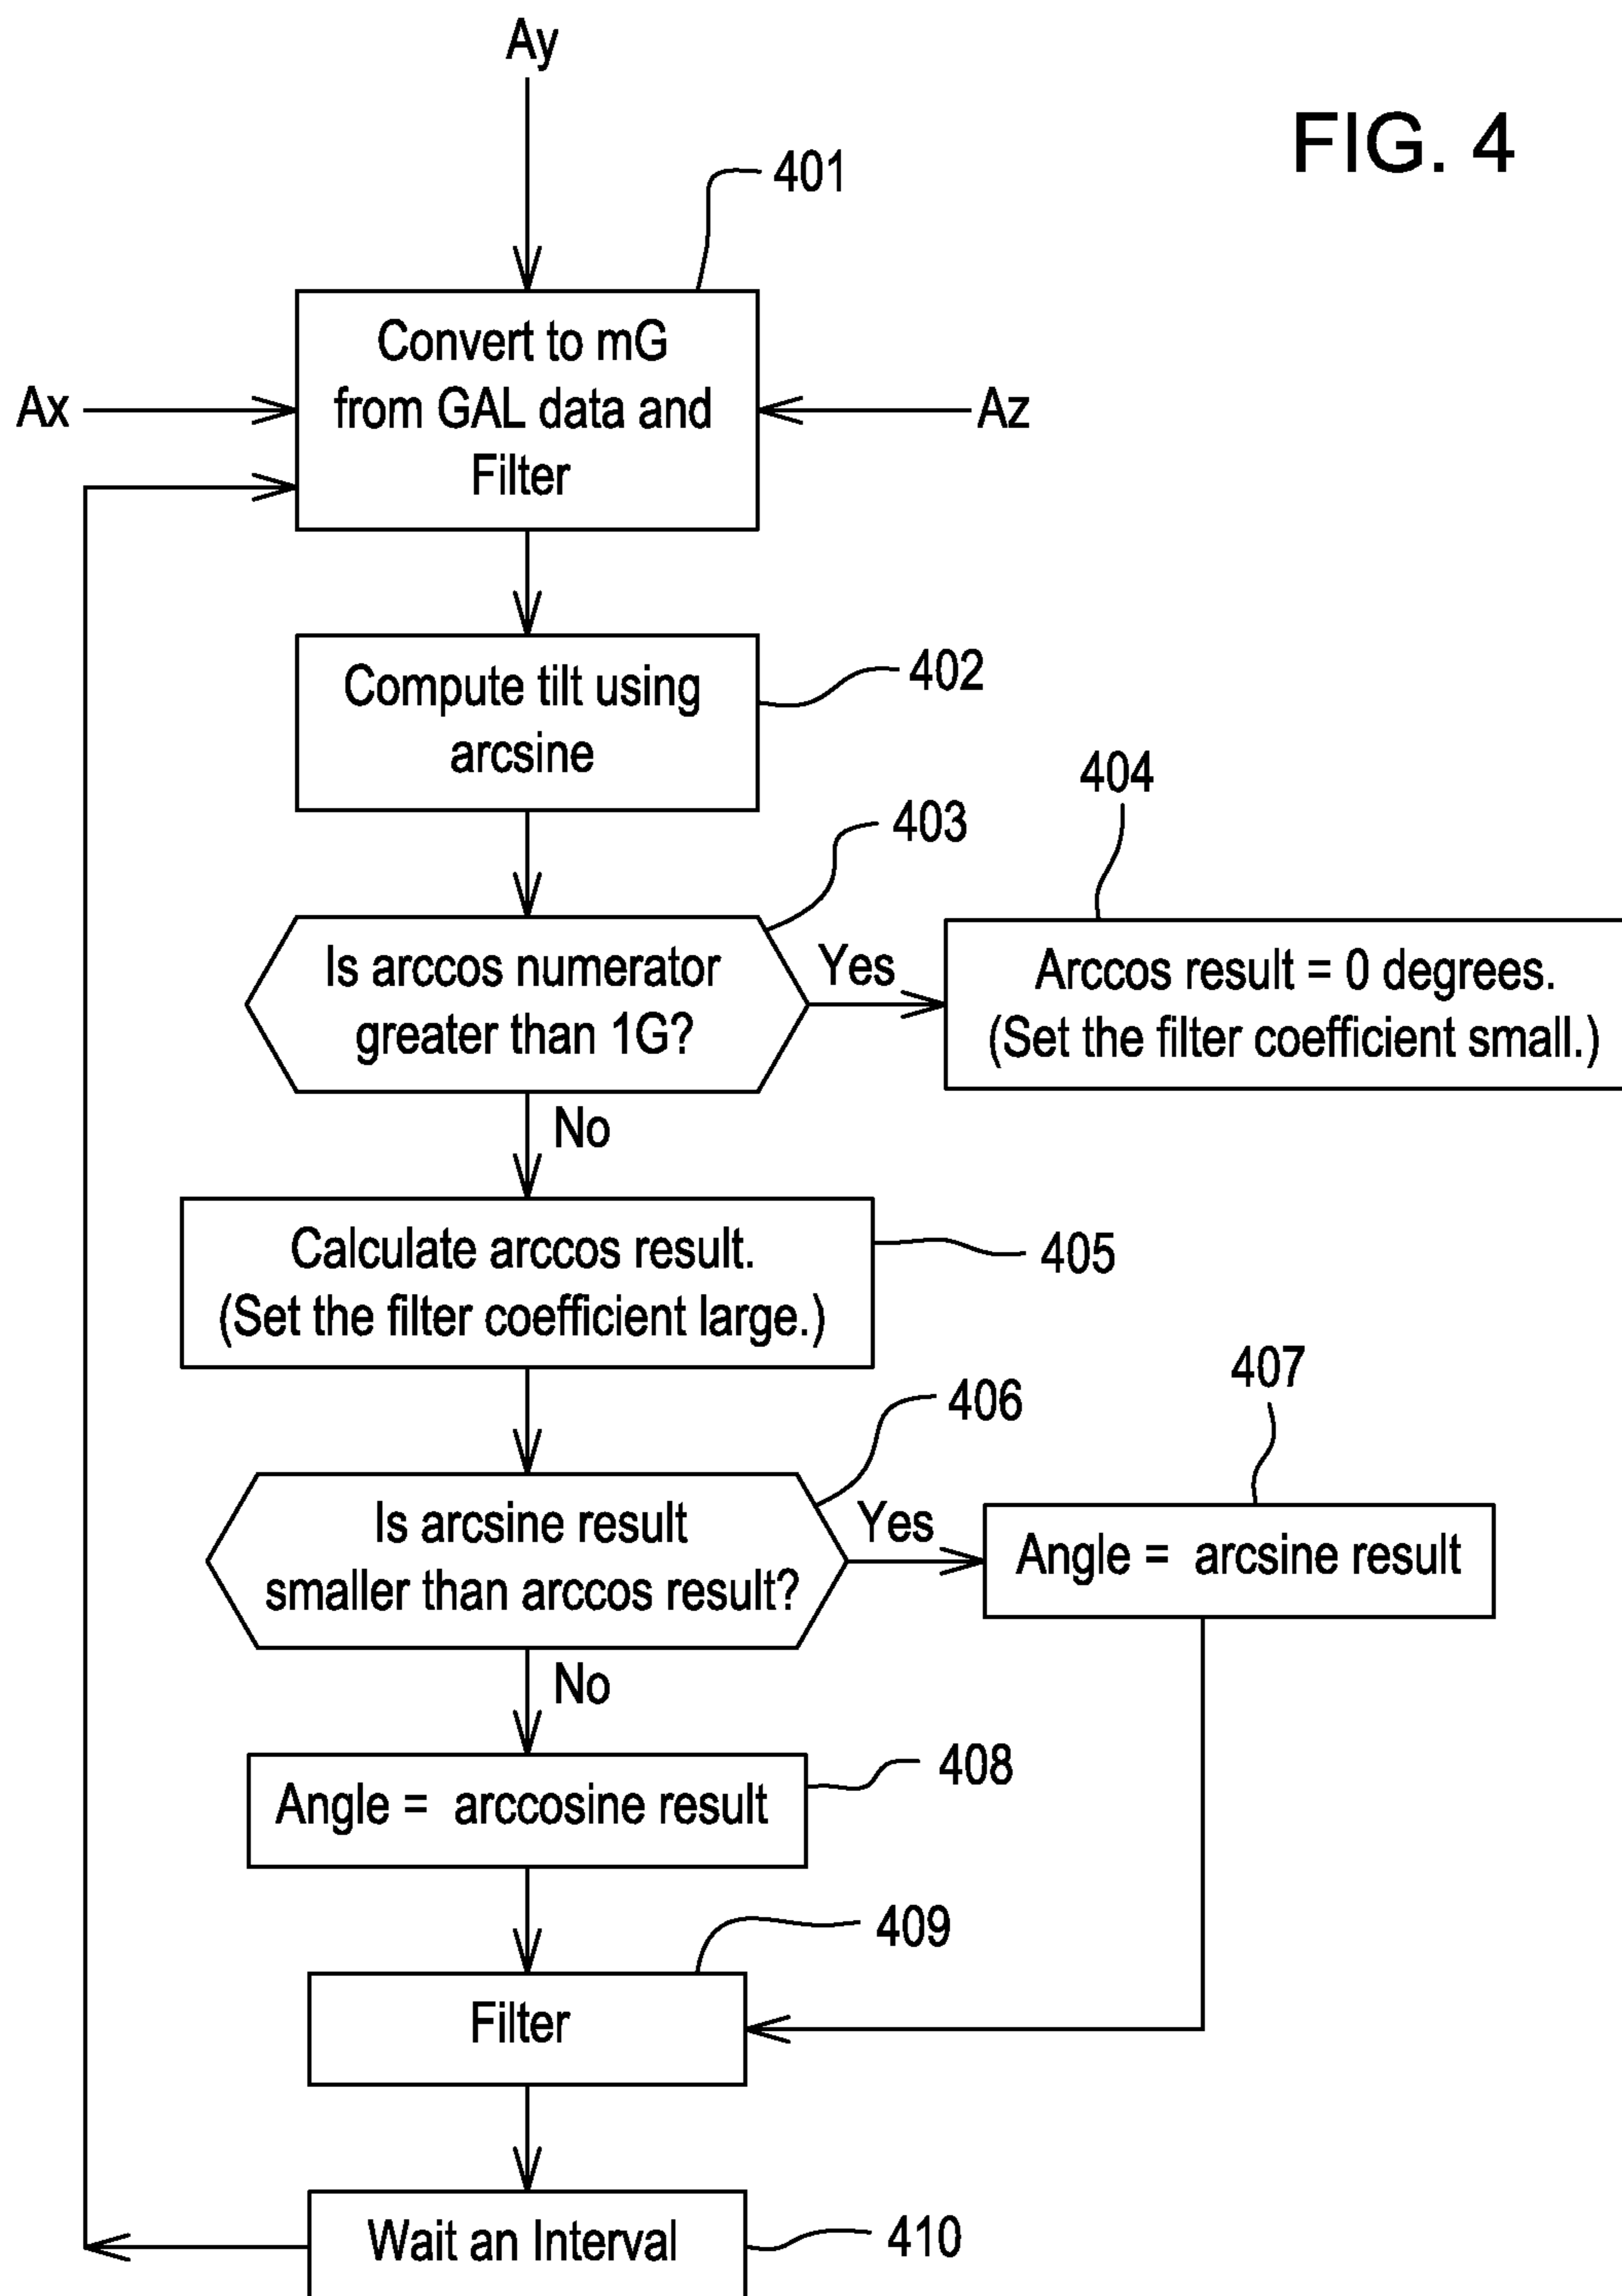 Ay
FIG. 4
401
Convert to mG
from GAL data and
Filter
Ax
Az
Compute tilt using
arcsine
402
403
404
Is arccos numerator
greater than 1G?
Yes
Arccos result = 0 degrees.
(Set the filter coefficient small.)
No
Calculate arccos result.
(Set the filter coefficient large.)
405
406
407
Is arcsine result
smaller than arccos result?
Yes
Angle = arcsine result
No
Angle = arccosine result
408
409
Filter
Wait an Interval
410